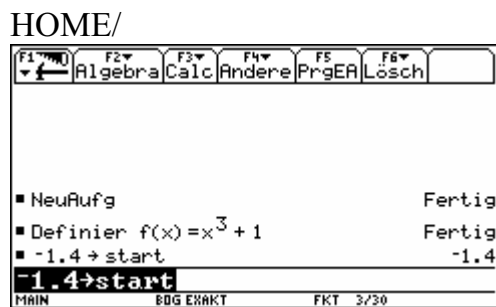 HOME/
F1 F2 F3 F4 F5 F6
Algebra Calc Andere PrgEA Lösch
▪ NeuAufg Fertig
▪ Definier f(x) = x³ + 1 Fertig
▪ -1.4 → start -1.4
-1.4→start
MAIN BOG EXAKT FKT 3/30